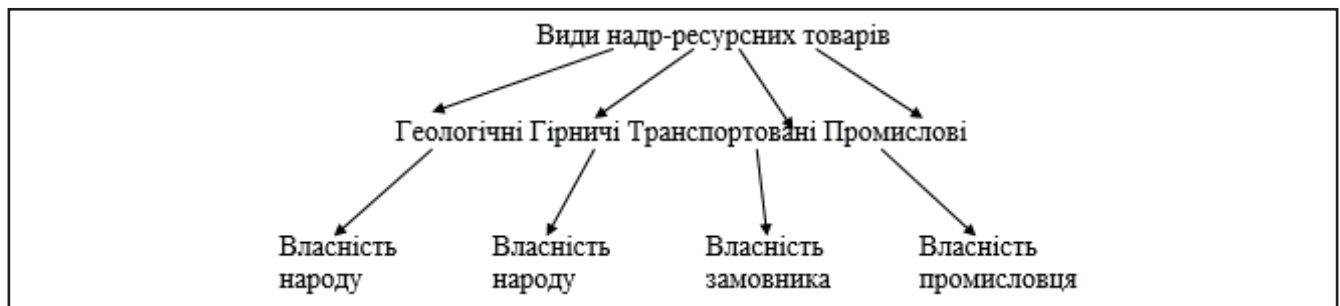 Види надр-ресурсних товарів
Геологічні Гірничі Транспортовані Промислові
Власність народу
Власність народу
Власність замовника
Власність промисловця